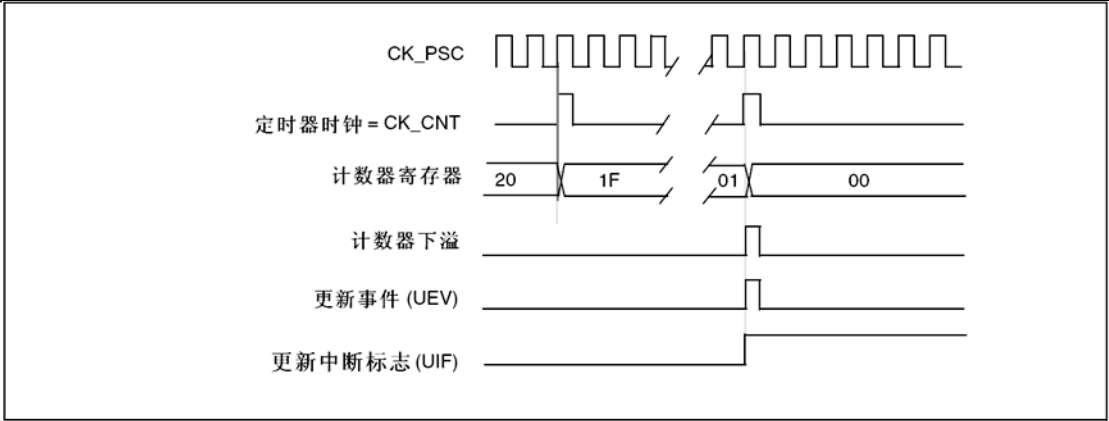 CK_PSC
定时器时钟 = CK_CNT
计数器寄存器 20 1F 01 00
计数器下溢
更新事件 (UEV)
更新中断标志 (UIF)